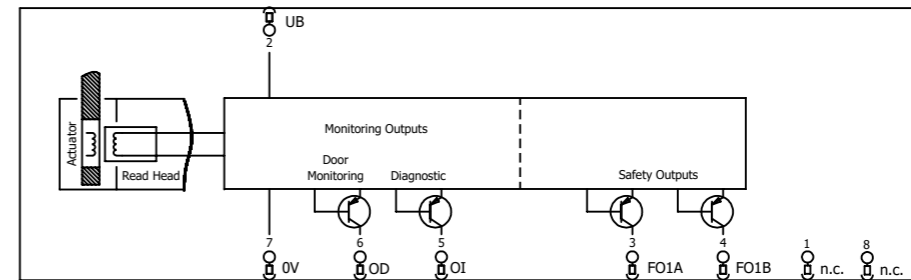 UB
2
Actuator
Read Head
Monitoring Outputs
Door
Monitoring
Diagnostic
Safety Outputs
7
6
5
3
4
1
8
0V
OD
OI
FO1A
FO1B
n.c.
n.c.